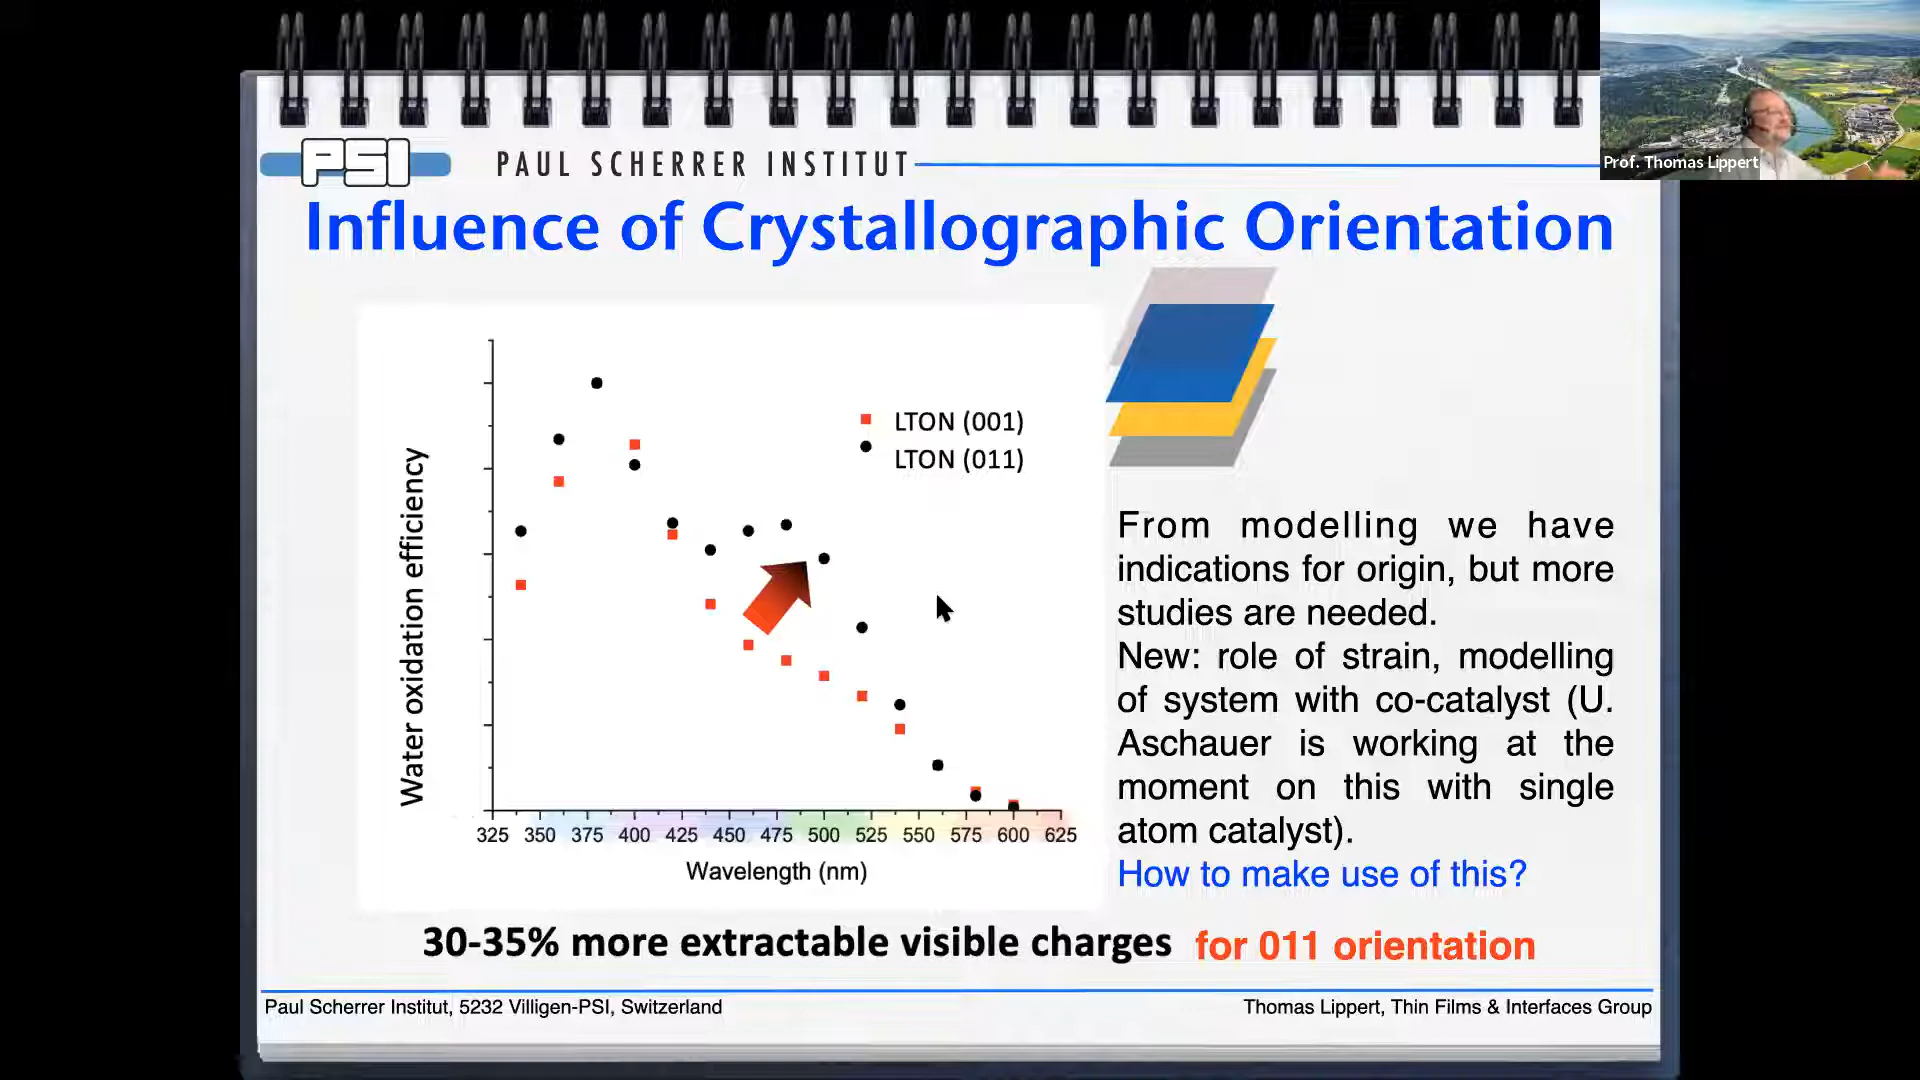 PSI
PAUL SCHERRER INSTITUT
Prof. Thomas Lippert
Influence of Crystallographic Orientation
Water oxidation efficiency
LTON (001)
LTON (011)
325 350 375 400 425 450 475 500 525 550 575 600 625
Wavelength (nm)
From modelling we have
indications for origin, but more
studies are needed.
New: role of strain, modelling
of system with co-catalyst (U.
Aschauer is working at the
moment on this with single
atom catalyst).
How to make use of this?
30-35% more extractable visible charges for 011 orientation
Paul Scherrer Institut, 5232 Villigen-PSI, Switzerland
Thomas Lippert, Thin Films & Interfaces Group